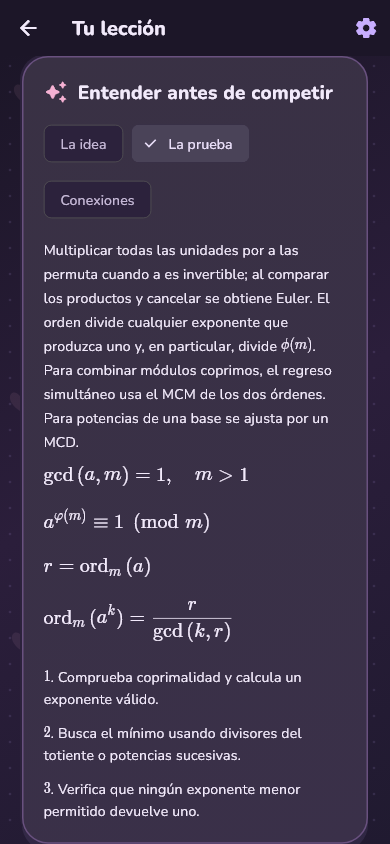 Tu lección
Entender antes de competir
La idea
La prueba
Conexiones
Multiplicar todas las unidades por a las
permuta cuando a es invertible; al comparar
los productos y cancelar se obtiene Euler. El
orden divide cualquier exponente que
produzca uno y, en particular, divide ϕ(m).
Para combinar módulos coprimos, el regreso
simultáneo usa el MCM de los dos órdenes.
Para potencias de una base se ajusta por un
MCD.
gcd(a, m) = 1, m > 1
a^{φ(m)} ≡ 1 (mod m)
r = ord_m(a)
ord_m(a^k) = r / gcd(k, r)
1. Comprueba coprimalidad y calcula un
exponente válido.
2. Busca el mínimo usando divisores del
totiente o potencias sucesivas.
3. Verifica que ningún exponente menor
permitido devuelve uno.